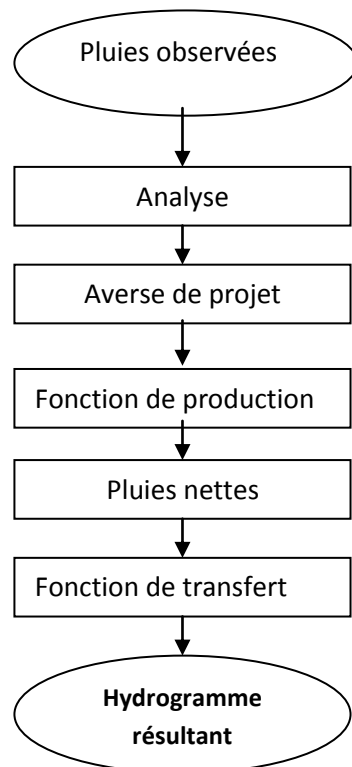 Pluies observées
Analyse
Averse de projet
Fonction de production
Pluies nettes
Fonction de transfert
Hydrogramme
résultant